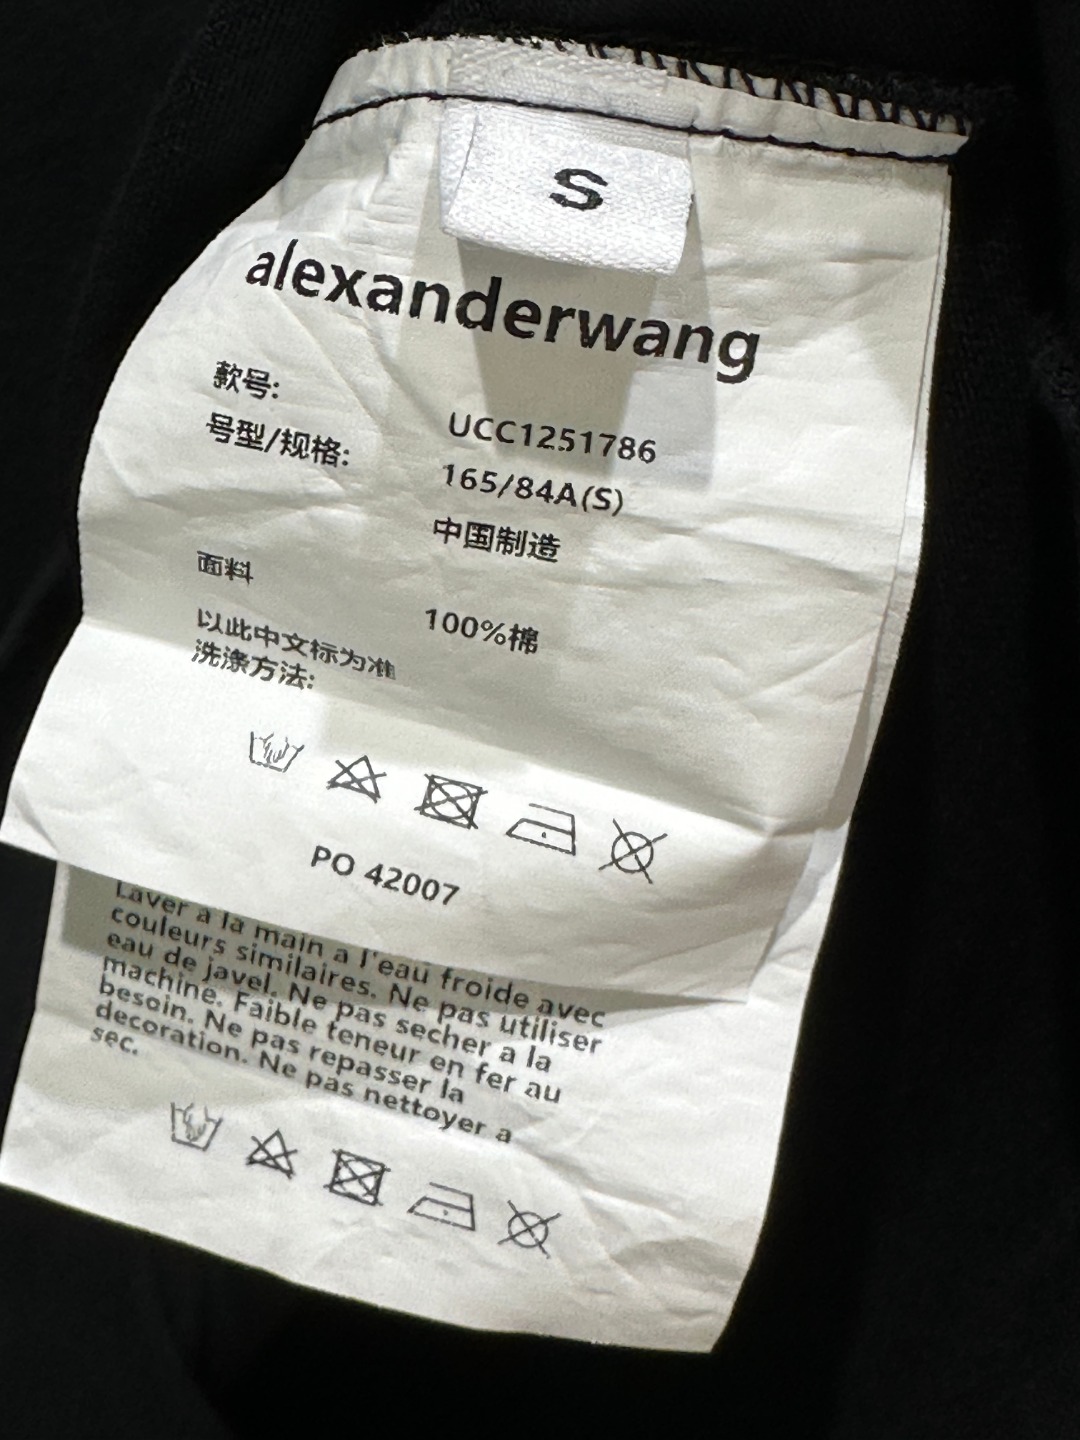 S
alexanderwang
款号:
UCC1251786
号型/规格:
165/84A(S)
中国制造
面料
100%棉
以此中文标为准
洗涤方法:
PO 42007
Laver a la main a l'eau froide avec
couleurs similaires. Ne pas utiliser
eau de javel. Ne pas secher a la
machine. Faible teneur en fer au
besoin. Ne pas repasser la
decoration. Ne pas nettoyer a
sec.